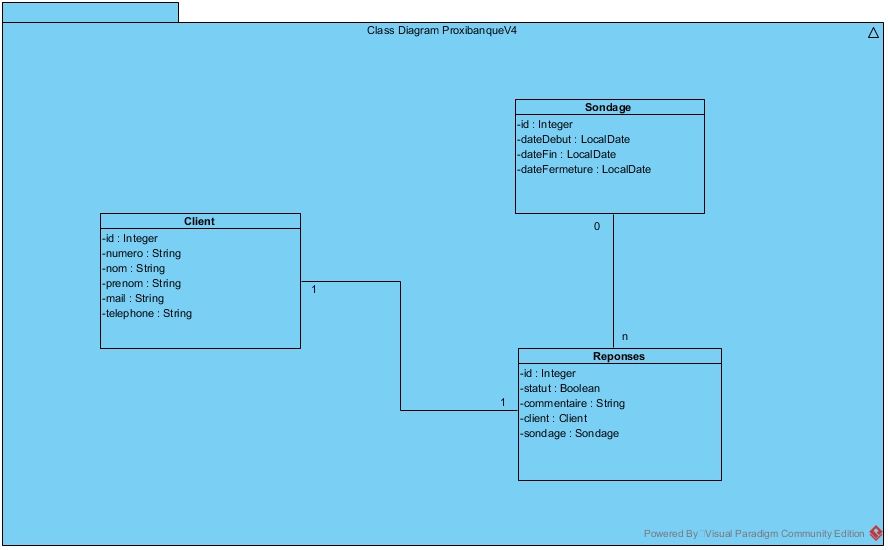 Class Diagram ProxibanqueV4
Sondage
-id : Integer
-dateDebut : LocalDate
-dateFin : LocalDate
-dateFermeture : LocalDate
0
Client
-id : Integer
-numero : String
-nom : String
-prenom : String
-mail : String
-telephone : String
1
n
Reponses
-id : Integer
-statut : Boolean
-commentaire : String
-client : Client
-sondage : Sondage
1
Powered By Visual Paradigm Community Edition